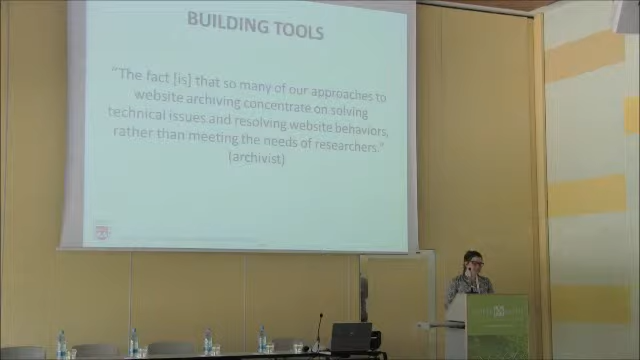 BUILDING TOOLS
“The fact [is] that so many of our approaches to
website archiving concentrate on solving
technical issues and resolving website behaviors,
rather than meeting the needs of researchers.”
(archivist)